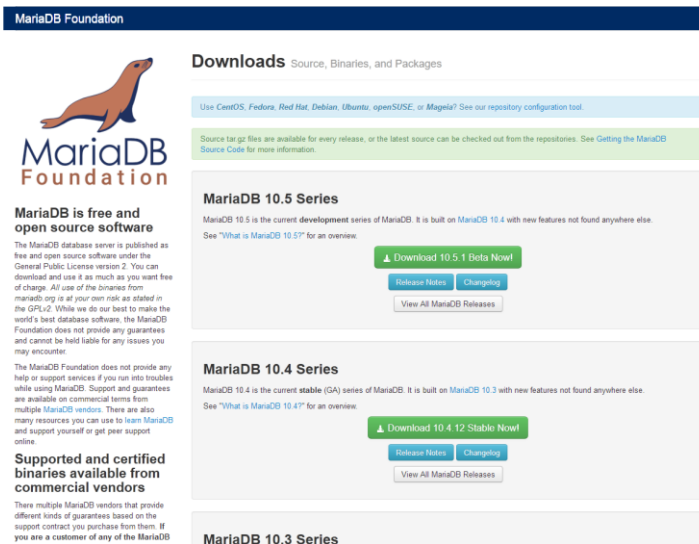 MariaDB Foundation
MariaDB
Foundation
MariaDB is free and
open source software
The MariaDB database server is published as
free and open source software under the
General Public License version 2. You can
download and use it as much as you want free
of charge. All use of the binaries from
mariadb.org is at your own risk as stated in
the GPLv2. While we do our best to make the
world's best database software, the MariaDB
Foundation does not provide any guarantees
and cannot be held liable for any issues you
may encounter.
The MariaDB Foundation does not provide any
help or support services if you run into troubles
while using MariaDB. Support and guarantees
are available on commercial terms from
multiple MariaDB vendors. There are also
many resources you can use to learn MariaDB
and support yourself or get peer support
online.
Supported and certified
binaries available from
commercial vendors
There multiple MariaDB vendors that provide
different kinds of guarantees based on the
support contract you purchase from them. If
you are a customer of any of the MariaDB
Downloads Source, Binaries, and Packages
Use CentOS, Fedora, Red Hat, Debian, Ubuntu, openSUSE, or Mageia? See our repository configuration tool.
Source tar.gz files are available for every release, or the latest source can be checked out from the repositories. See Getting the MariaDB
Source Code for more information.
MariaDB 10.5 Series
MariaDB 10.5 is the current development series of MariaDB. It is built on MariaDB 10.4 with new features not found anywhere else.
See "What is MariaDB 10.5?" for an overview.
Download 10.5.1 Beta Now!
Release Notes Changelog
View All MariaDB Releases
MariaDB 10.4 Series
MariaDB 10.4 is the current stable (GA) series of MariaDB. It is built on MariaDB 10.3 with new features not found anywhere else.
See "What is MariaDB 10.4?" for an overview.
Download 10.4.12 Stable Now!
Release Notes Changelog
View All MariaDB Releases
MariaDB 10.3 Series